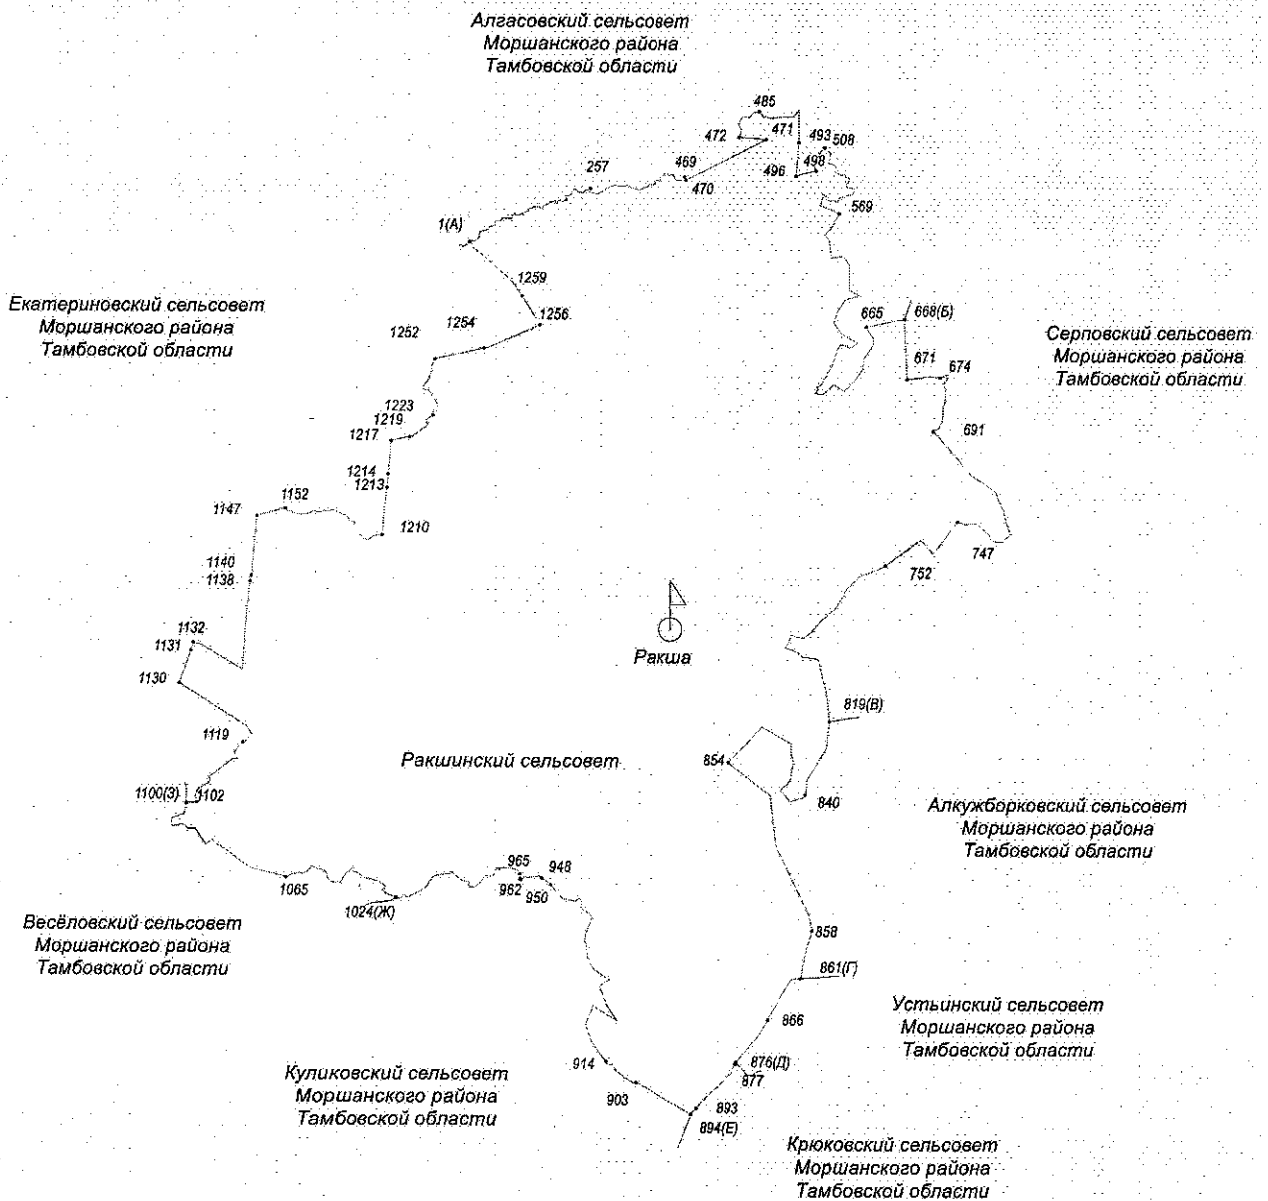 Алгасовский сельсовет
Моршанского района
Тамбовской области
485
472
471
493
508
257
469
470
496
498
569
1(А)
1259
Екатериновский сельсовет
Моршанского района
Тамбовской области
1252
1254
1256
665
668(Б)
Серповский сельсовет
Моршанского района
Тамбовской области
671
674
1223
1219
1217
691
1214
1213
1152
1147
1210
747
752
1140
1138
1132
1131
1130
Ракша
819(В)
1119
Ракшинский сельсовет
854
1100(З)
1102
840
Алкужборковский сельсовет
Моршанского района
Тамбовской области
965
948
1065
962
950
1024(Ж)
Весёловский сельсовет
Моршанского района
Тамбовской области
858
861(Г)
Устьинский сельсовет
Моршанского района
Тамбовской области
866
914
876(Д)
877
Куликовский сельсовет
Моршанского района
Тамбовской области
903
893
894(Е)
Крюковский сельсовет
Моршанского района
Тамбовской области